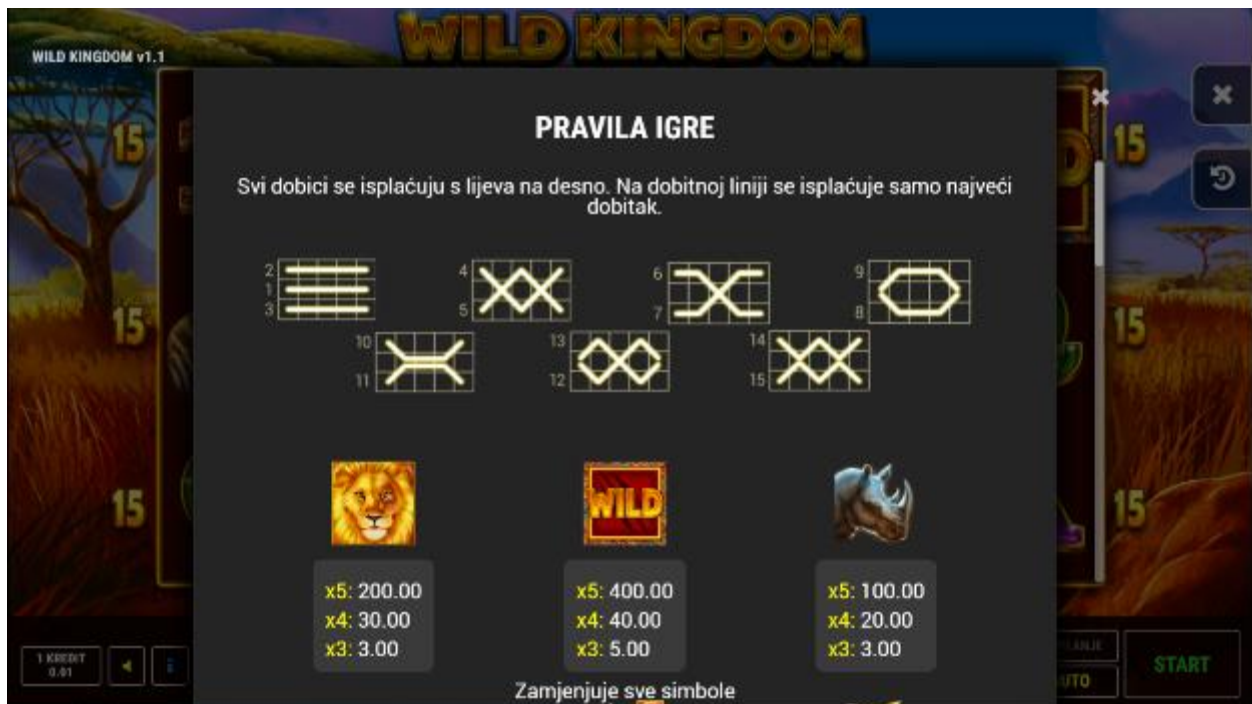 WILD KINGDOM
WILD KINGDOM v1.1
PRAVILA IGRE
Svi dobici se isplaćuju s lijeva na desno. Na dobitnoj liniji se isplaćuje samo najveći
dobitak.
2
1
3
4
5
6
7
9
8
10
11
13
12
14
15
15 15
15 15
15 15
WILD
x5: 200.00
x4: 30.00
x3: 3.00
x5: 400.00
x4: 40.00
x3: 5.00
x5: 100.00
x4: 20.00
x3: 3.00
Zamjenjuje sve simbole
1 KREDIT
0.01
START